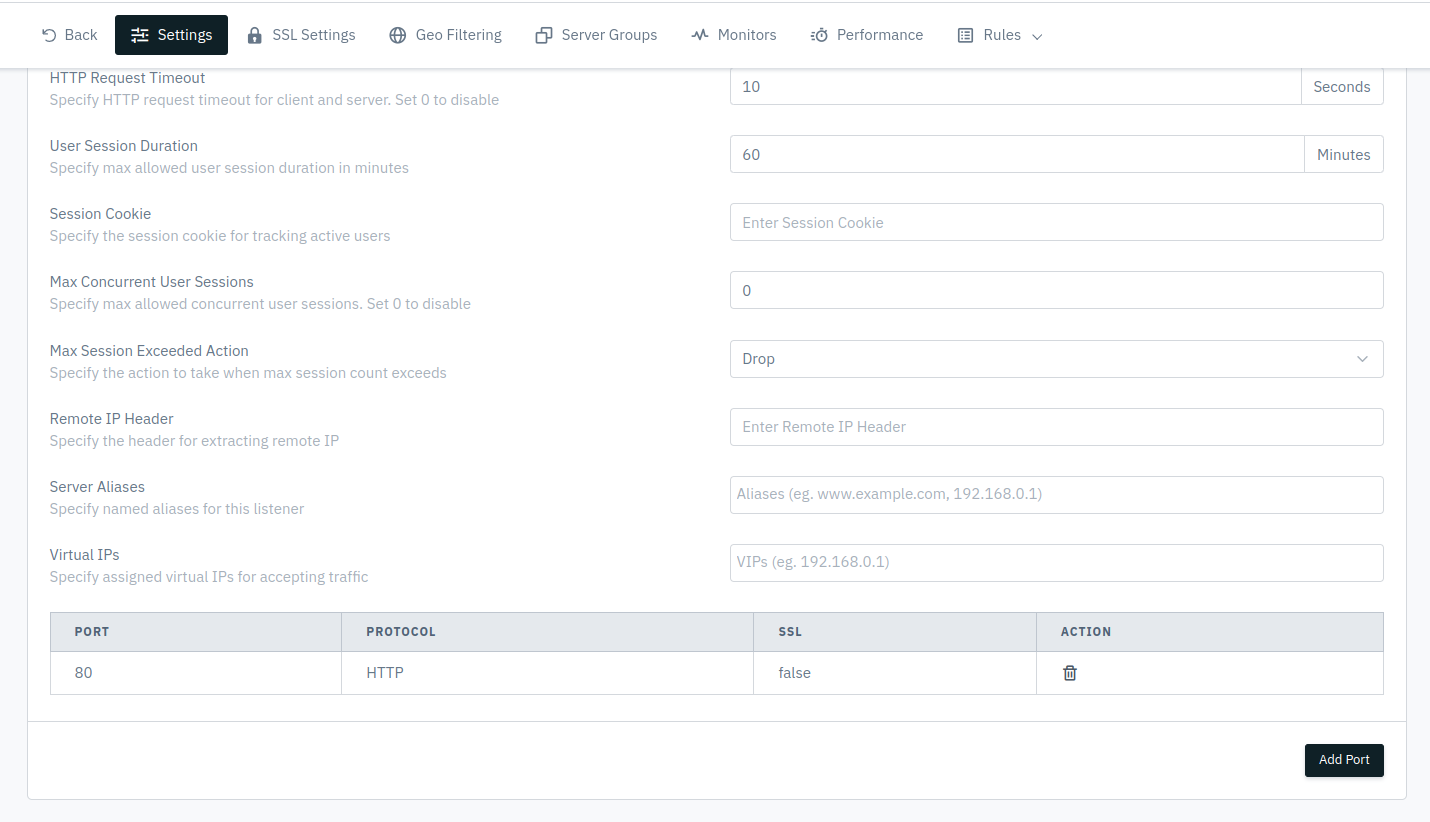 Back Settings SSL Settings Geo Filtering Server Groups Monitors Performance Rules
HTTP Request Timeout
Specify HTTP request timeout for client and server. Set 0 to disable
10 Seconds
User Session Duration
Specify max allowed user session duration in minutes
60 Minutes
Session Cookie
Specify the session cookie for tracking active users
Enter Session Cookie
Max Concurrent User Sessions
Specify max allowed concurrent user sessions. Set 0 to disable
0
Max Session Exceeded Action
Specify the action to take when max session count exceeds
Drop
Remote IP Header
Specify the header for extracting remote IP
Enter Remote IP Header
Server Aliases
Specify named aliases for this listener
Aliases (eg. www.example.com, 192.168.0.1)
Virtual IPs
Specify assigned virtual IPs for accepting traffic
VIPs (eg. 192.168.0.1)
PORT PROTOCOL SSL ACTION
80 HTTP false
Add Port